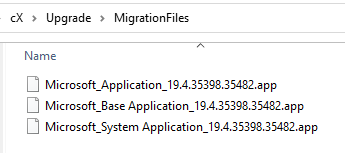 cX > Upgrade > MigrationFiles
Name
Microsoft_Application_19.4.35398.35482.app
Microsoft_Base Application_19.4.35398.35482.app
Microsoft_System Application_19.4.35398.35482.app